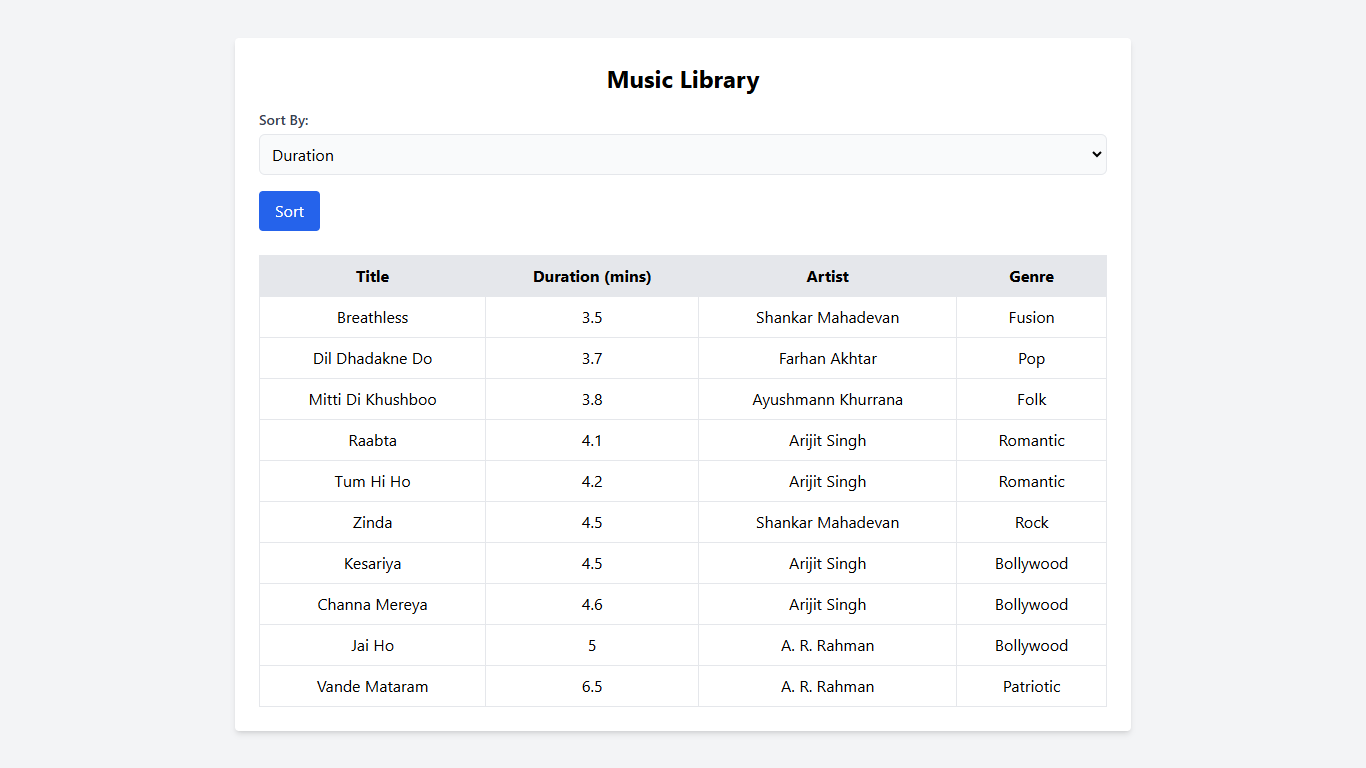 Music Library
Sort By:
Duration
Sort
Title Duration (mins) Artist Genre
Breathless 3.5 Shankar Mahadevan Fusion
Dil Dhadakne Do 3.7 Farhan Akhtar Pop
Mitti Di Khushboo 3.8 Ayushmann Khurrana Folk
Raabta 4.1 Arijit Singh Romantic
Tum Hi Ho 4.2 Arijit Singh Romantic
Zinda 4.5 Shankar Mahadevan Rock
Kesariya 4.5 Arijit Singh Bollywood
Channa Mereya 4.6 Arijit Singh Bollywood
Jai Ho 5 A. R. Rahman Bollywood
Vande Mataram 6.5 A. R. Rahman Patriotic